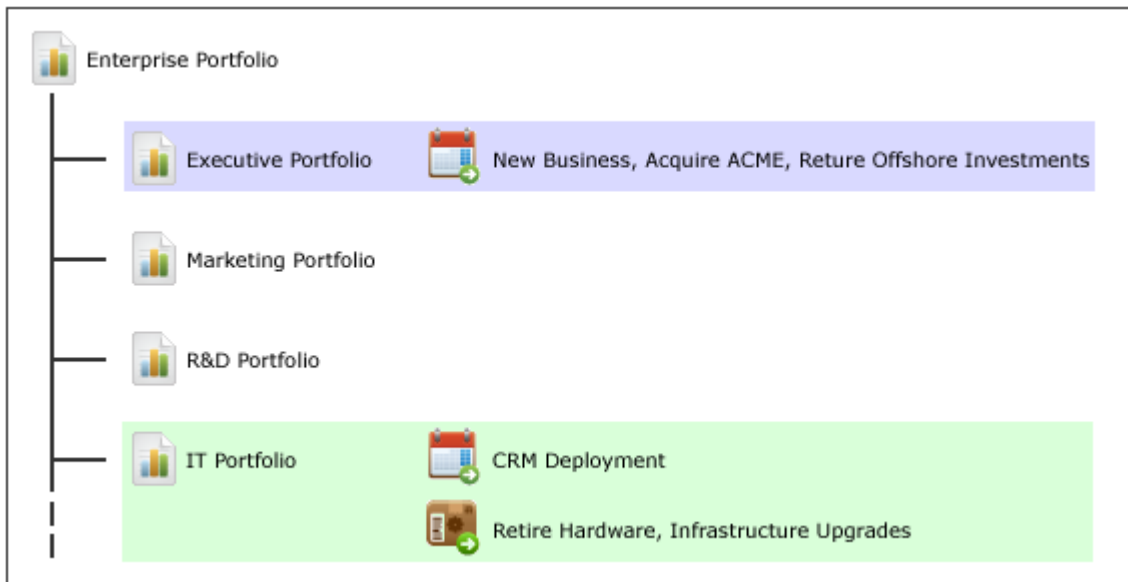 Enterprise Portfolio
Executive Portfolio New Business, Acquire ACME, Reture Offshore Investments
Marketing Portfolio
R&D Portfolio
IT Portfolio CRM Deployment
Retire Hardware, Infrastructure Upgrades